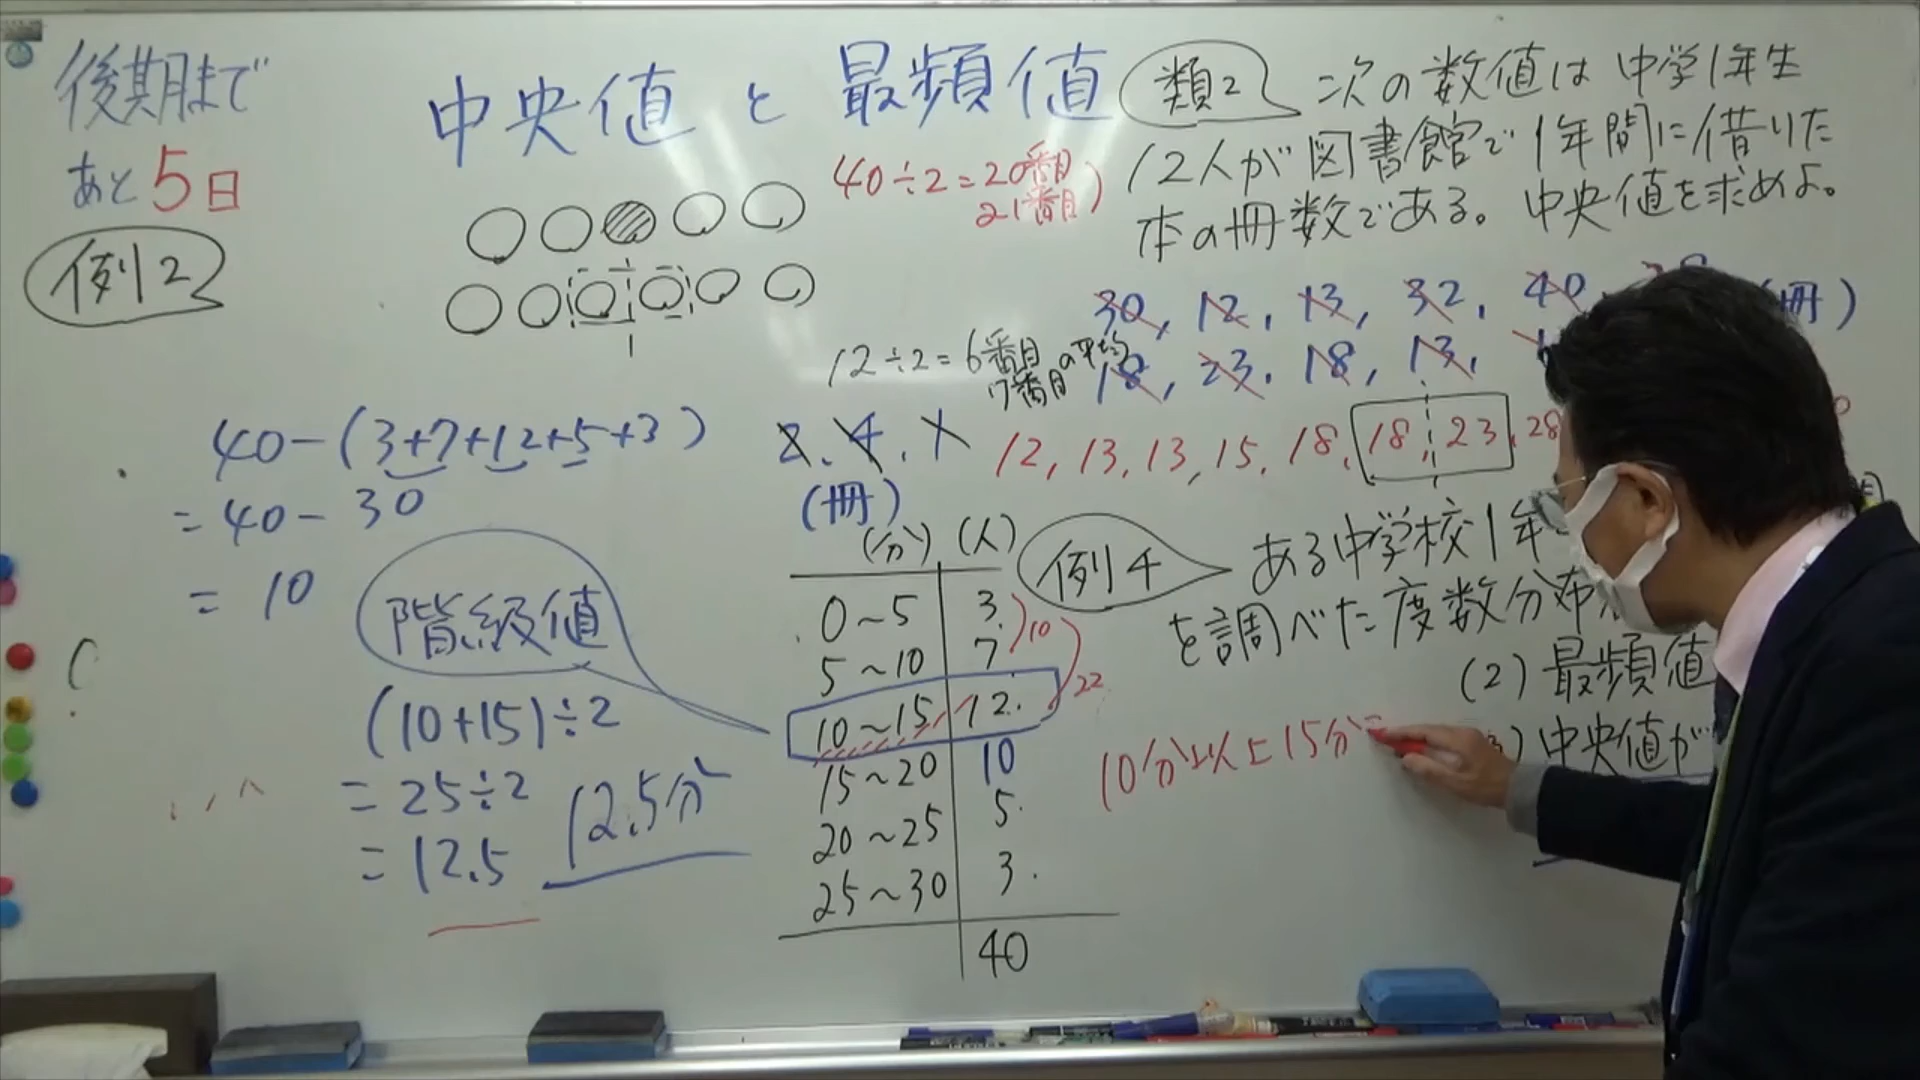 後期まで
あと5日
例2
中央値と最頻値
40÷2=20番目
21番目)
類2
次の数値は中学1年生
12人が図書館で1年間に借りた
本の冊数である。中央値を求めよ。
30, 12, 13, 32, 40
冊)
18, 23, 18, 13,
12÷2=6番目
7番目の平均
2, 4, 1
(冊)
12, 13, 13, 15, 18, 18, 23, 28
40-(3+7+12+5+3)
=40-30
=10
階級値
(10+15)÷2
=25÷2
=12.5
12.5分
(分) (人)
0~5 3
5~10 7
10~15 12
15~20 10
20~25 5
25~30 3
40
10
22
例4
ある中学校1年
を調べた度数分布
(2)最頻値
)中央値が
10分以上15分